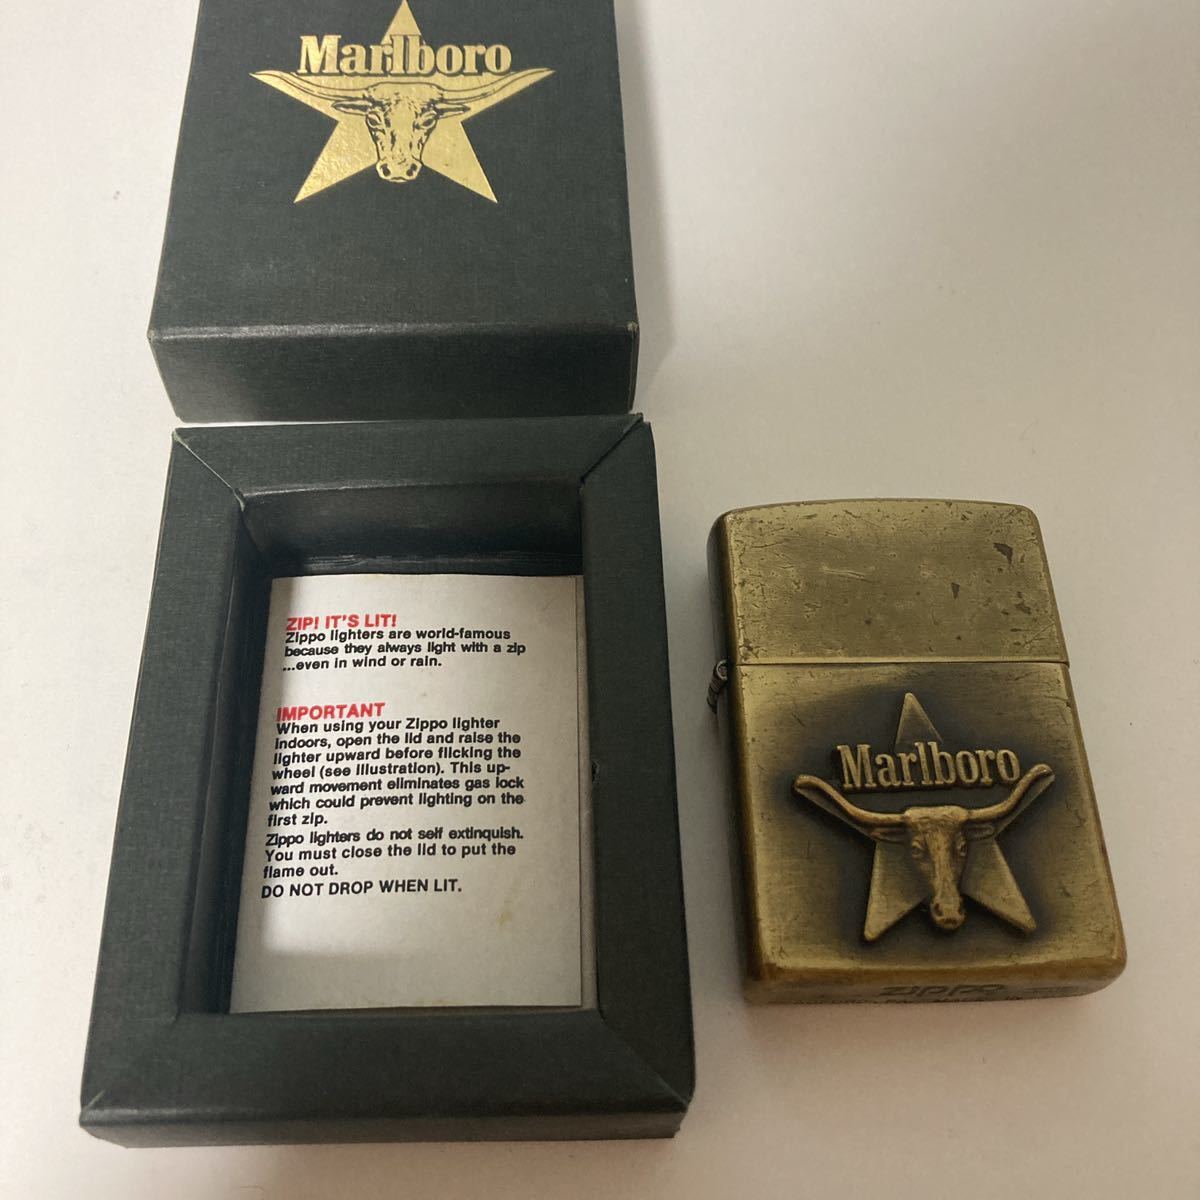 Marlboro
ZIP! IT'S LIT!
Zippo lighters are world-famous
because they always light with a zip
...even in wind or rain.
IMPORTANT
When using your Zippo lighter
indoors, open the lid and raise the
lighter upward before flicking the
wheel (see illustration). This up-
ward movement eliminates gas lock
which could prevent lighting on the
first zip.
Zippo lighters do not self extinquish.
You must close the lid to put the
flame out.
DO NOT DROP WHEN LIT.
Marlboro
ZIPPO